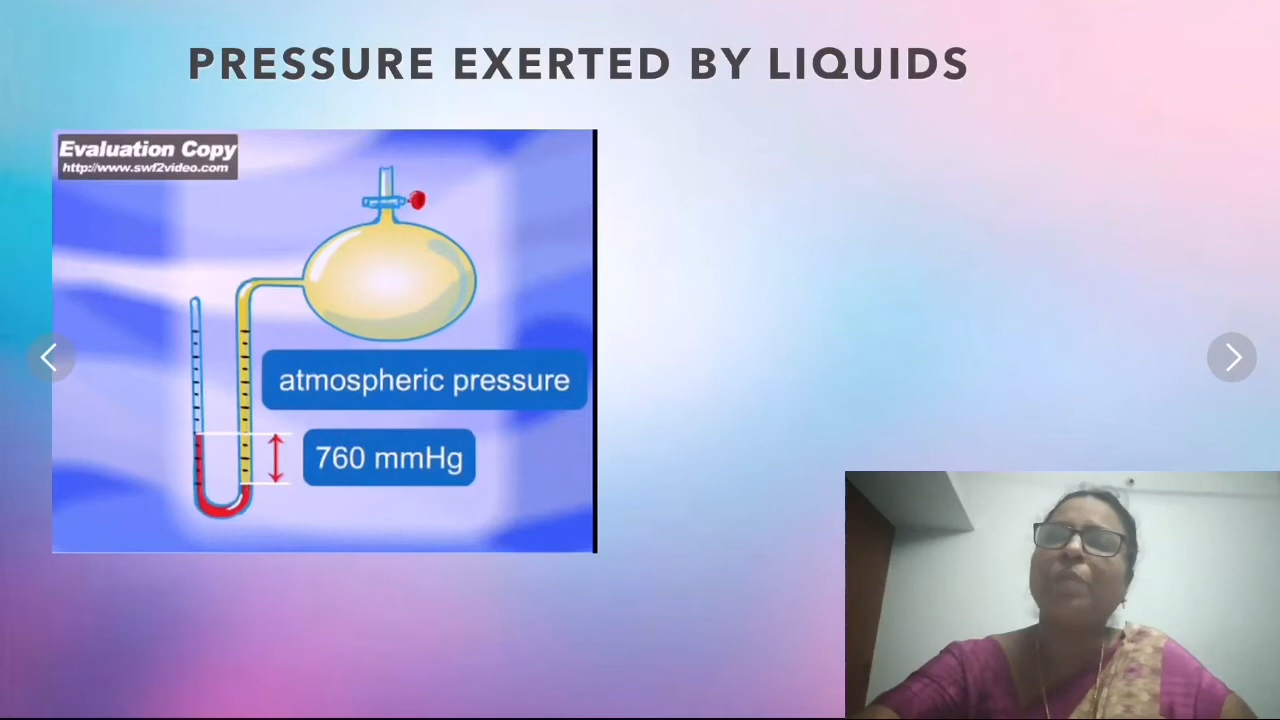 PRESSURE EXERTED BY LIQUIDS
Evaluation Copy
http://www.swf2video.com
atmospheric pressure
760 mmHg